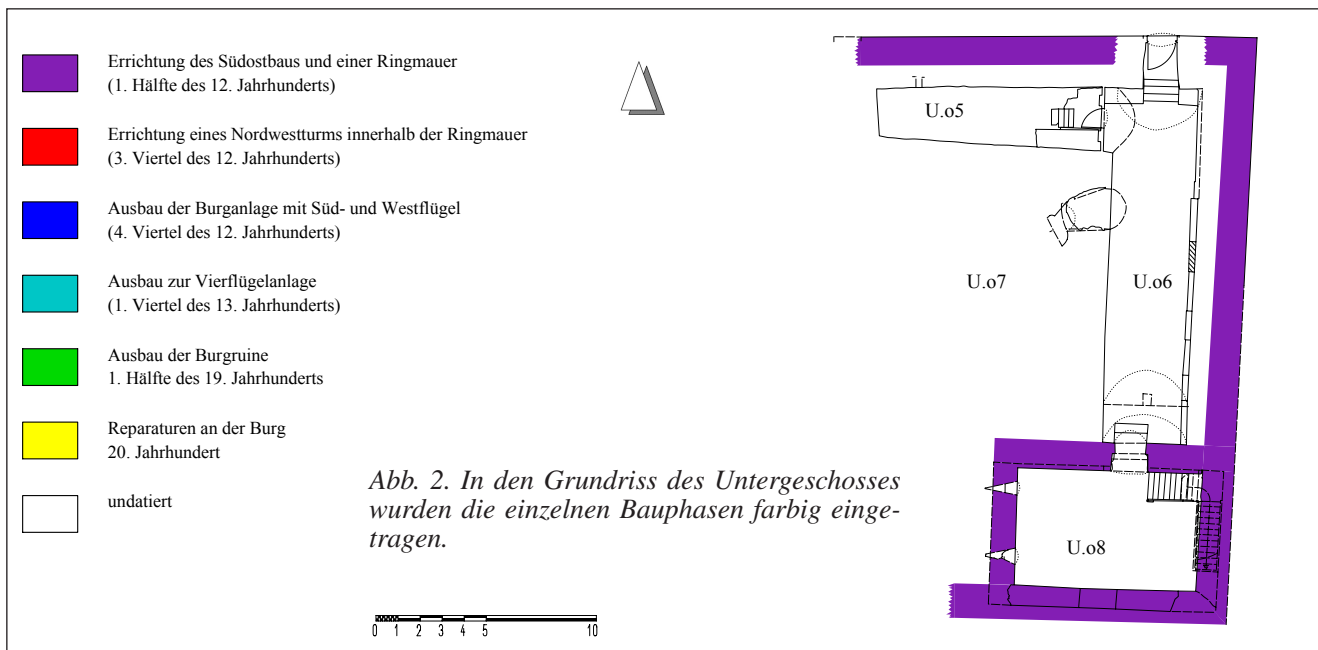 Errichtung des Südostbaus und einer Ringmauer
(1. Hälfte des 12. Jahrhunderts)
Errichtung eines Nordwestturms innerhalb der Ringmauer
(3. Viertel des 12. Jahrhunderts)
Ausbau der Burganlage mit Süd- und Westflügel
(4. Viertel des 12. Jahrhunderts)
Ausbau zur Vierflügelanlage
(1. Viertel des 13. Jahrhunderts)
Ausbau der Burgruine
1. Hälfte des 19. Jahrhunderts
Reparaturen an der Burg
20. Jahrhundert
undatiert
Abb. 2. In den Grundriss des Untergeschosses
wurden die einzelnen Bauphasen farbig einge-
tragen.
0 1 2 3 4 5 10
U.o5
U.o7
U.o6
U.o8